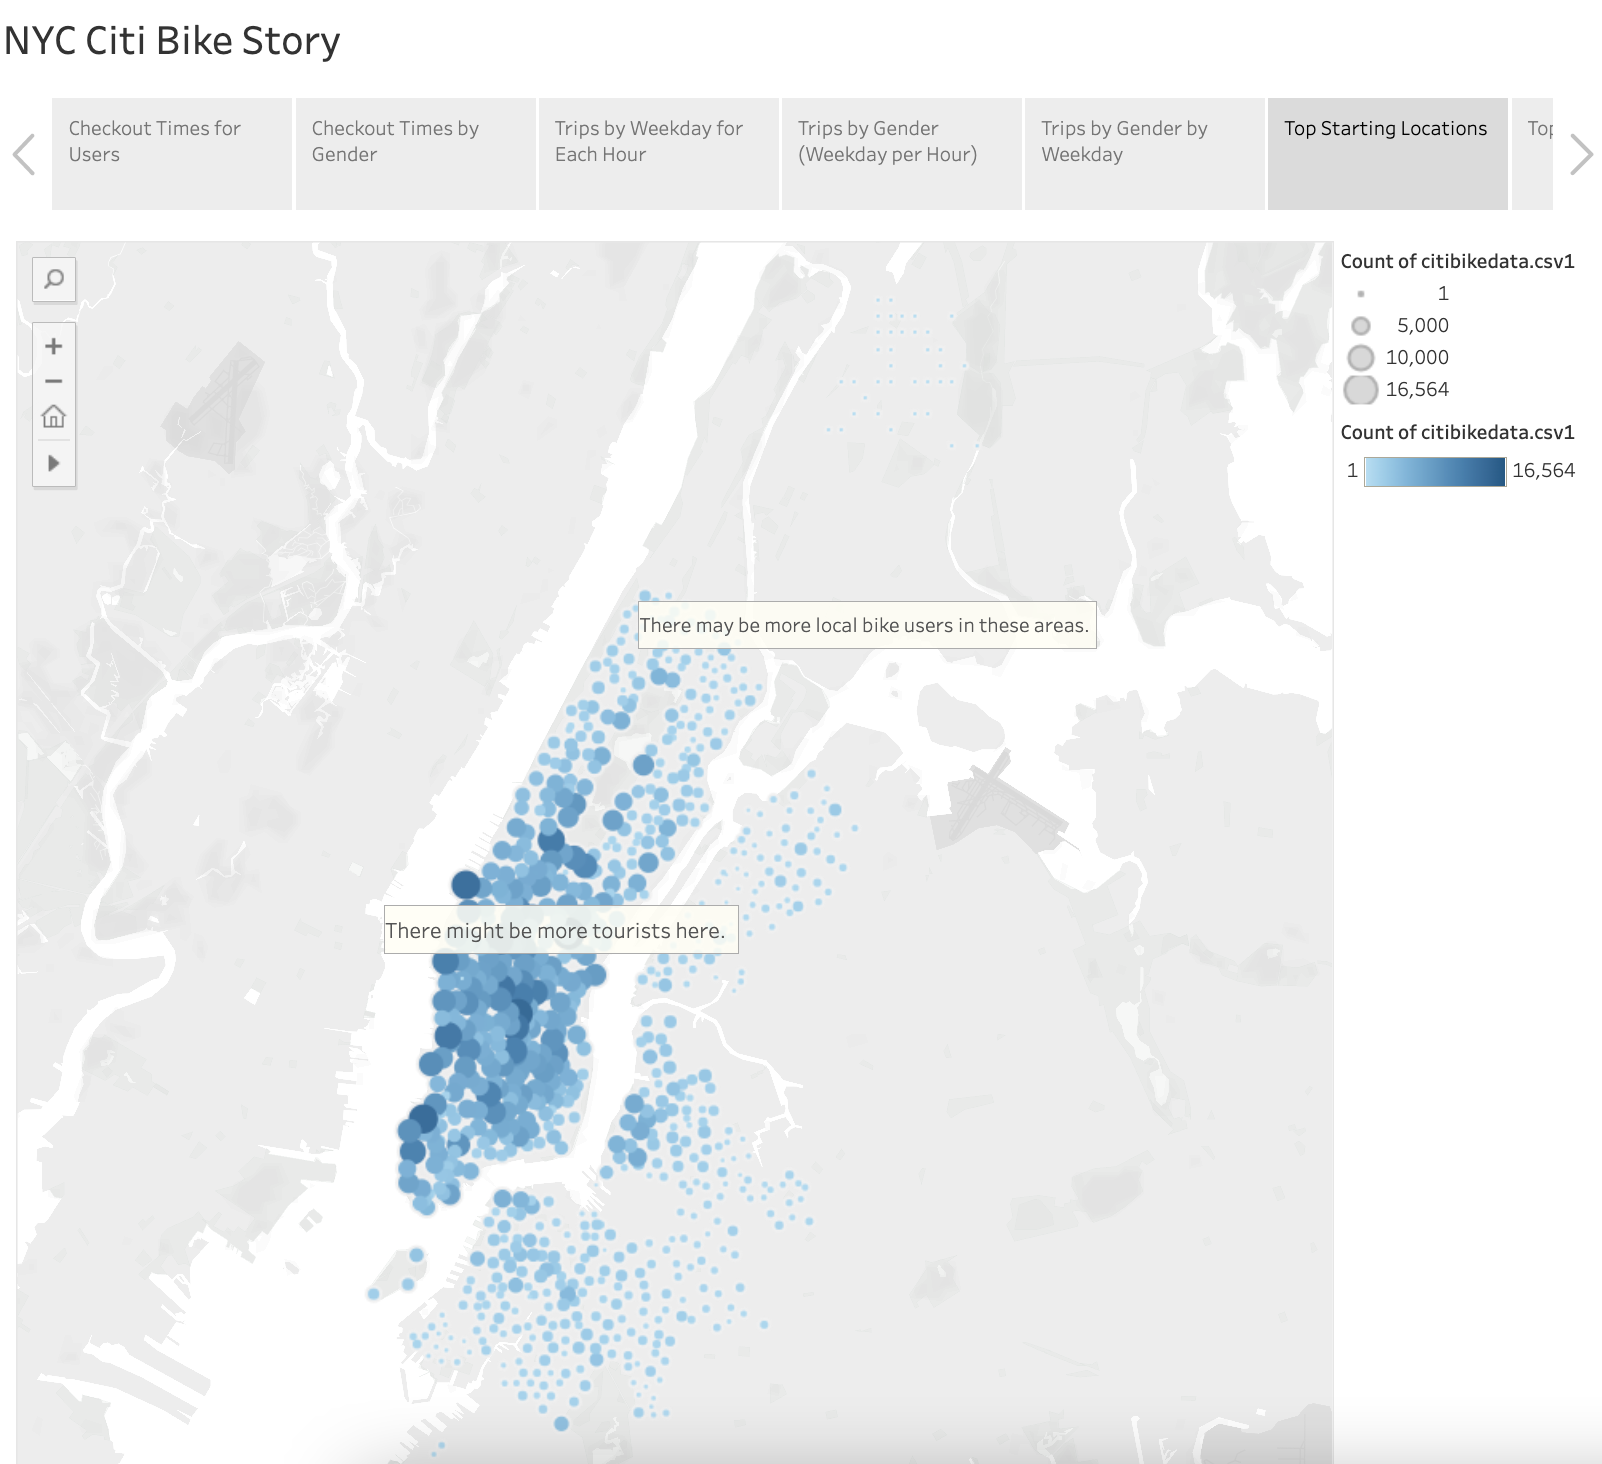 NYC Citi Bike Story
Checkout Times for
Users
Checkout Times by
Gender
Trips by Weekday for
Each Hour
Trips by Gender
(Weekday per Hour)
Trips by Gender by
Weekday
Top Starting Locations
Top
Count of citibikedata.csv1
1
5,000
10,000
16,564
Count of citibikedata.csv1
1 16,564
There may be more local bike users in these areas.
There might be more tourists here.